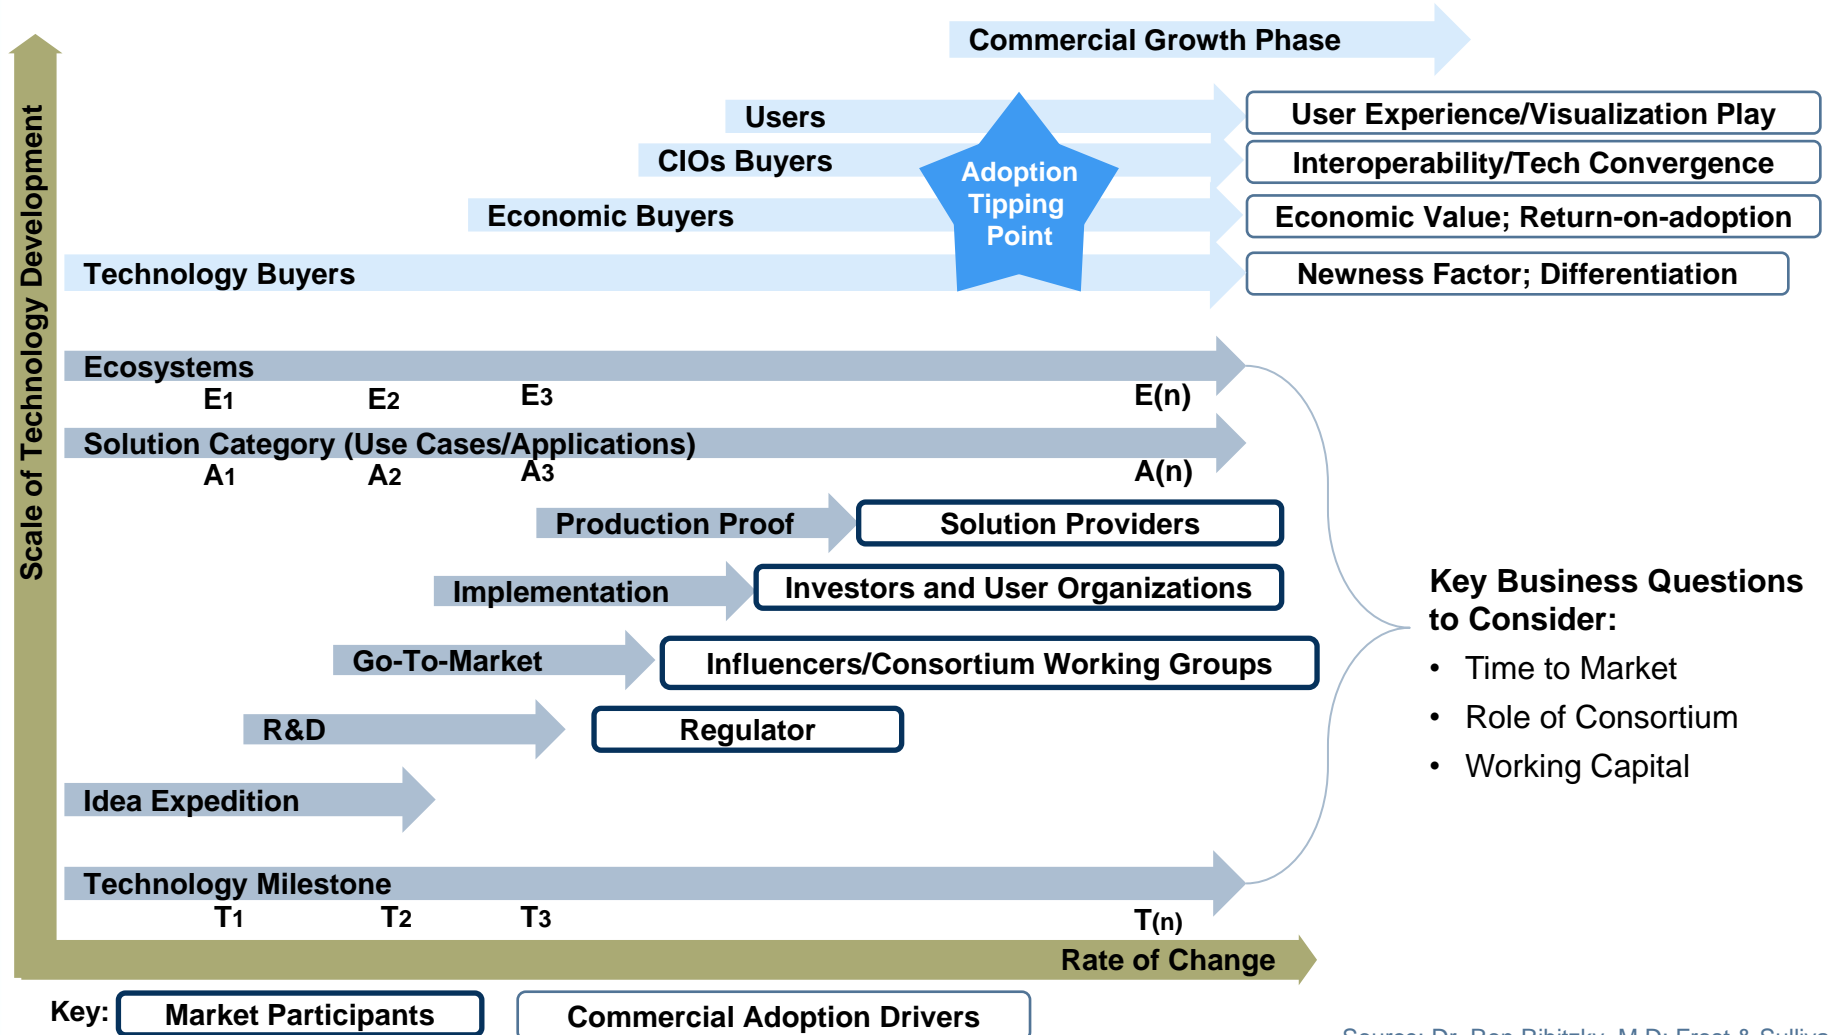 Commercial Growth Phase
Users
User Experience/Visualization Play
CIOs Buyers
Interoperability/Tech Convergence
Economic Buyers
Economic Value; Return-on-adoption
Technology Buyers
Newness Factor; Differentiation
Adoption
Tipping
Point
Scale of Technology Development
Ecosystems
E1 E2 E3 E(n)
Solution Category (Use Cases/Applications)
A1 A2 A3 A(n)
Production Proof
Solution Providers
Implementation
Investors and User Organizations
Go-To-Market
Influencers/Consortium Working Groups
R&D
Regulator
Idea Expedition
Technology Milestone
T1 T2 T3 T(n)
Rate of Change
Key Business Questions
to Consider:
• Time to Market
• Role of Consortium
• Working Capital
Key:
Market Participants
Commercial Adoption Drivers